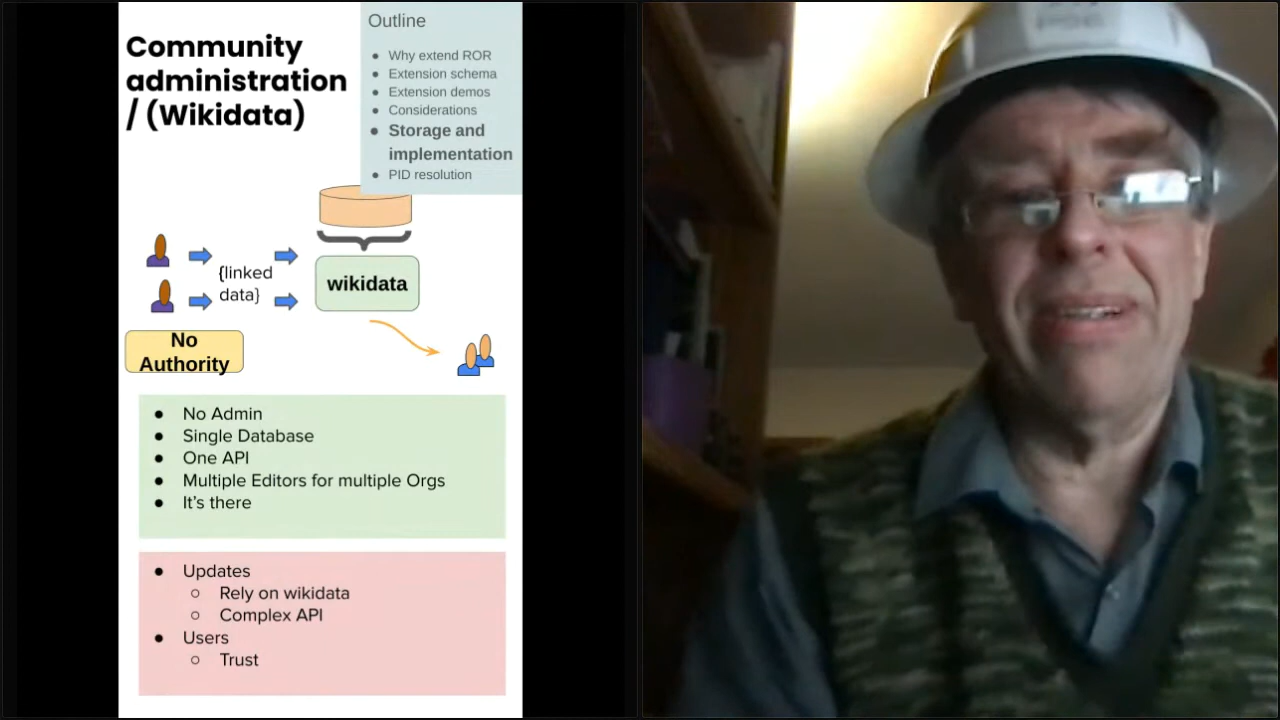 Community
administration
/ (Wikidata)
Outline
● Why extend ROR
● Extension schema
● Extension demos
● Considerations
● Storage and
implementation
● PID resolution
{linked
data}
wikidata
No
Authority
● No Admin
● Single Database
● One API
● Multiple Editors for multiple Orgs
● It's there
● Updates
○ Rely on wikidata
○ Complex API
● Users
○ Trust